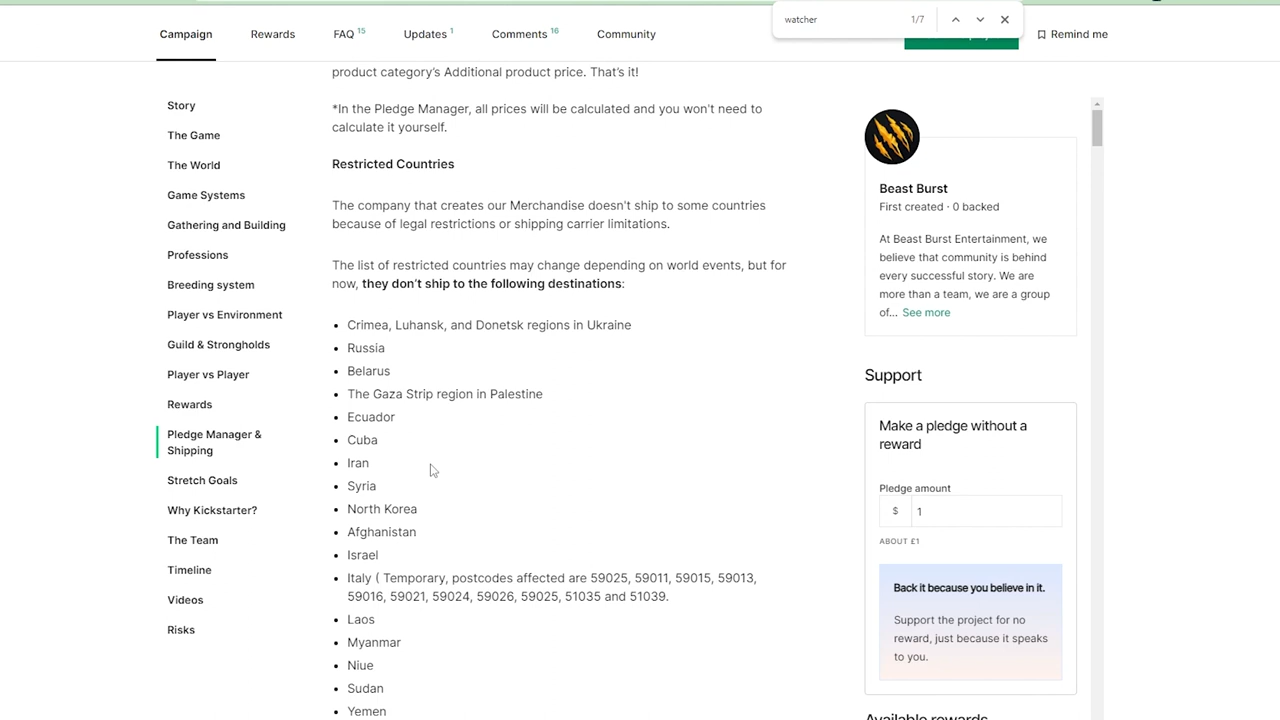 watcher
1/7
Campaign
Rewards
FAQ 15
Updates 1
Comments 16
Community
Remind me
Story
The Game
The World
Game Systems
Gathering and Building
Professions
Breeding system
Player vs Environment
Guild & Strongholds
Player vs Player
Rewards
Pledge Manager &
Shipping
Stretch Goals
Why Kickstarter?
The Team
Timeline
Videos
Risks
product category's Additional product price. That's it!
*In the Pledge Manager, all prices will be calculated and you won't need to
calculate it yourself.
Restricted Countries
The company that creates our Merchandise doesn't ship to some countries
because of legal restrictions or shipping carrier limitations.
The list of restricted countries may change depending on world events, but for
now, they don't ship to the following destinations:
Crimea, Luhansk, and Donetsk regions in Ukraine
Russia
Belarus
The Gaza Strip region in Palestine
Ecuador
Cuba
Iran
Syria
North Korea
Afghanistan
Israel
Italy ( Temporary, postcodes affected are 59025, 59011, 59015, 59013,
59016, 59021, 59024, 59026, 59025, 51035 and 51039.
Laos
Myanmar
Niue
Sudan
Yemen
Beast Burst
First created · 0 backed
At Beast Burst Entertainment, we
believe that community is behind
every successful story. We are
more than a team, we are a group
of... See more
Support
Make a pledge without a
reward
Pledge amount
$ 1
ABOUT £1
Back it because you believe in it.
Support the project for no
reward, just because it speaks
to you.
Available rewards